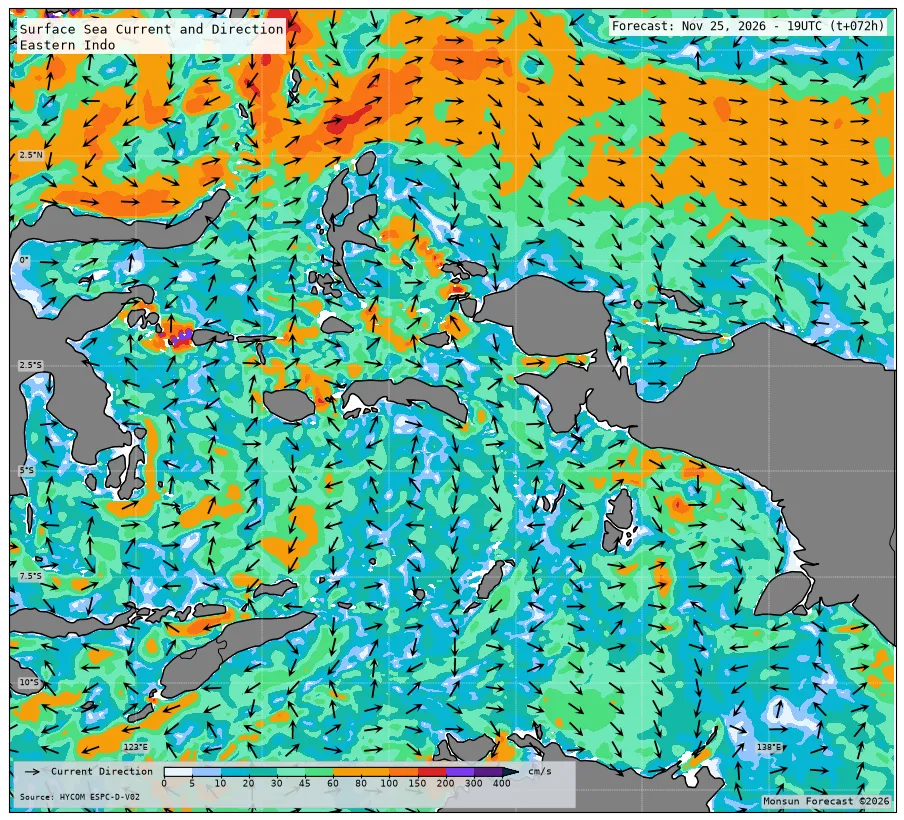 Surface Sea Current and Direction
Eastern Indo
Forecast: Nov 25, 2026 - 19UTC (t+072h)
2.5°N
0°
2.5°S
5°S
7.5°S
10°S
123°E
138°E
Current Direction
0 5 10 20 30 45 60 80 100 150 200 300 400
cm/s
Source: HYCOM ESPC-D-V02
Monsun Forecast ©2026